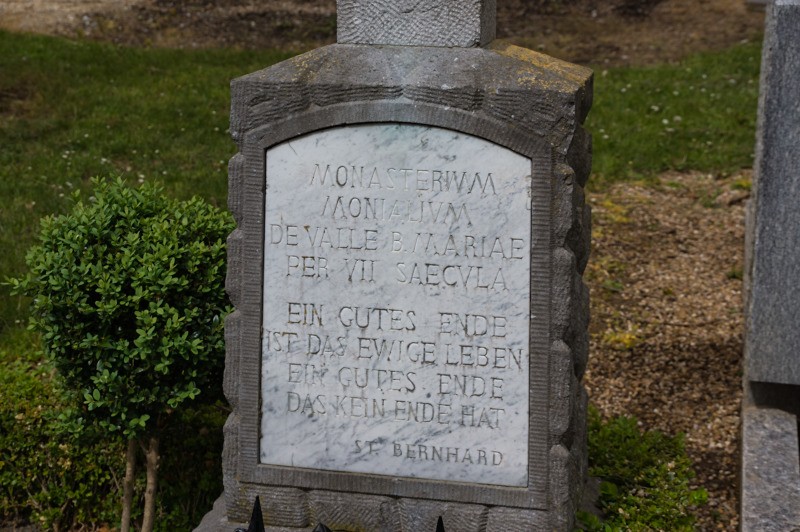 MONASTERIVM
MONIALIVM
DE VALLE B. MARIAE
PER VII SAECVLA
EIN GUTES ENDE
IST DAS EWIGE LEBEN
EIN GUTES ENDE
DAS KEIN ENDE HAT
ST. BERNHARD